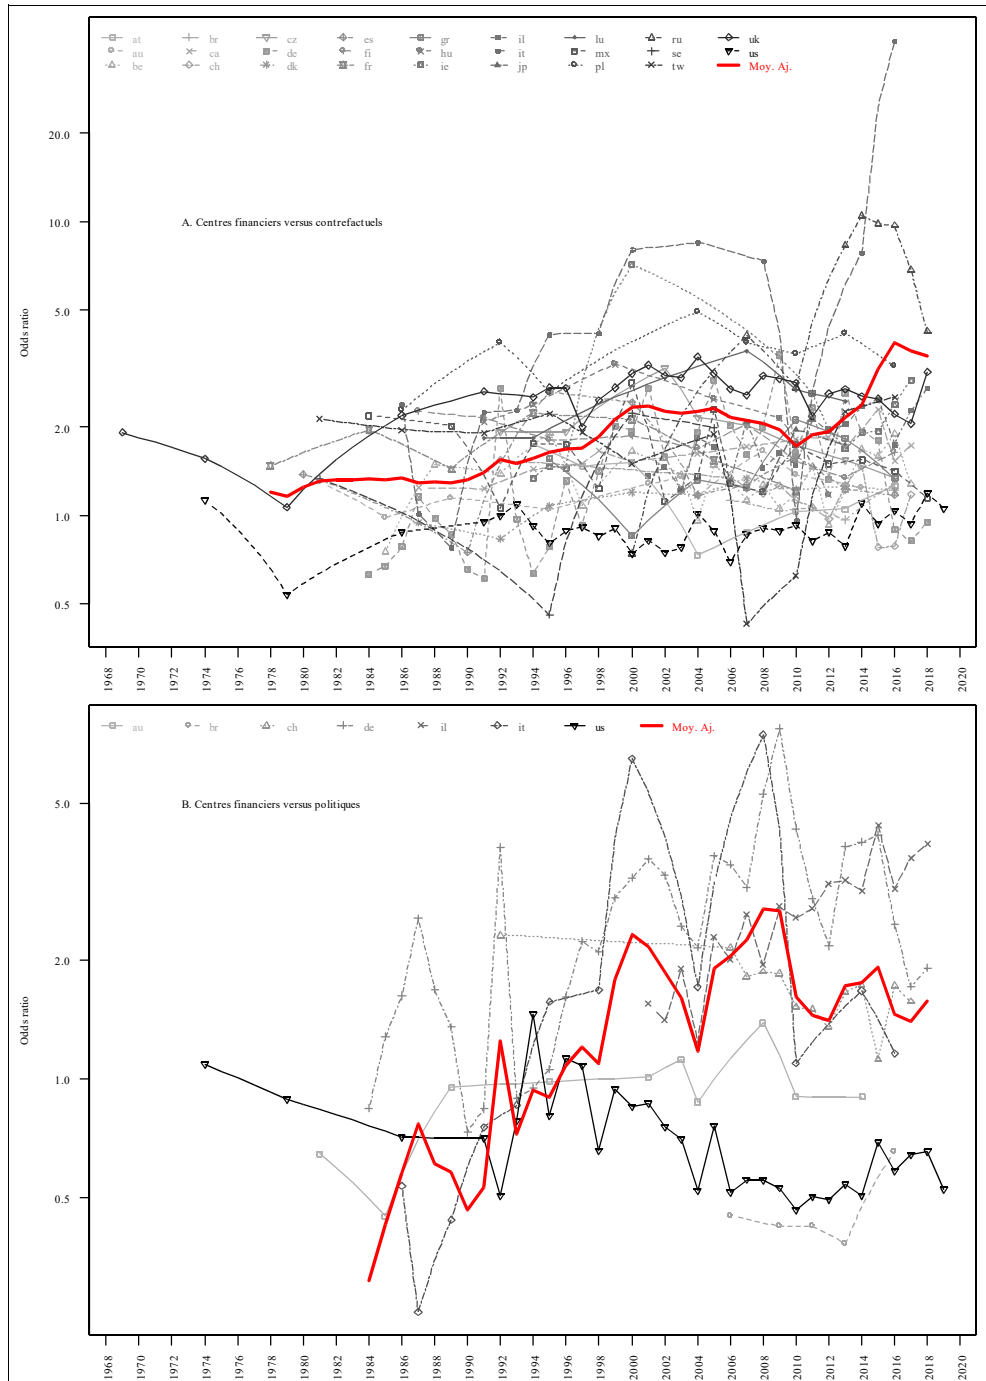 at br cz es gr il lu ru uk
au ca de fi hu it mx se us
be ch dk fr ie jp pl tw Moy. Aj.
20.0
A. Centres financiers versus contrefactuels
10.0
5.0
Odds ratio
2.0
1.0
0.5
1968 1970 1972 1974 1976 1978 1980 1982 1984 1986 1988 1990 1992 1994 1996 1998 2000 2002 2004 2006 2008 2010 2012 2014 2016 2018 2020
au br ch de il it us Moy. Aj.
B. Centres financiers versus politiques
5.0
2.0
Odds ratio
1.0
0.5
1968 1970 1972 1974 1976 1978 1980 1982 1984 1986 1988 1990 1992 1994 1996 1998 2000 2002 2004 2006 2008 2010 2012 2014 2016 2018 2020